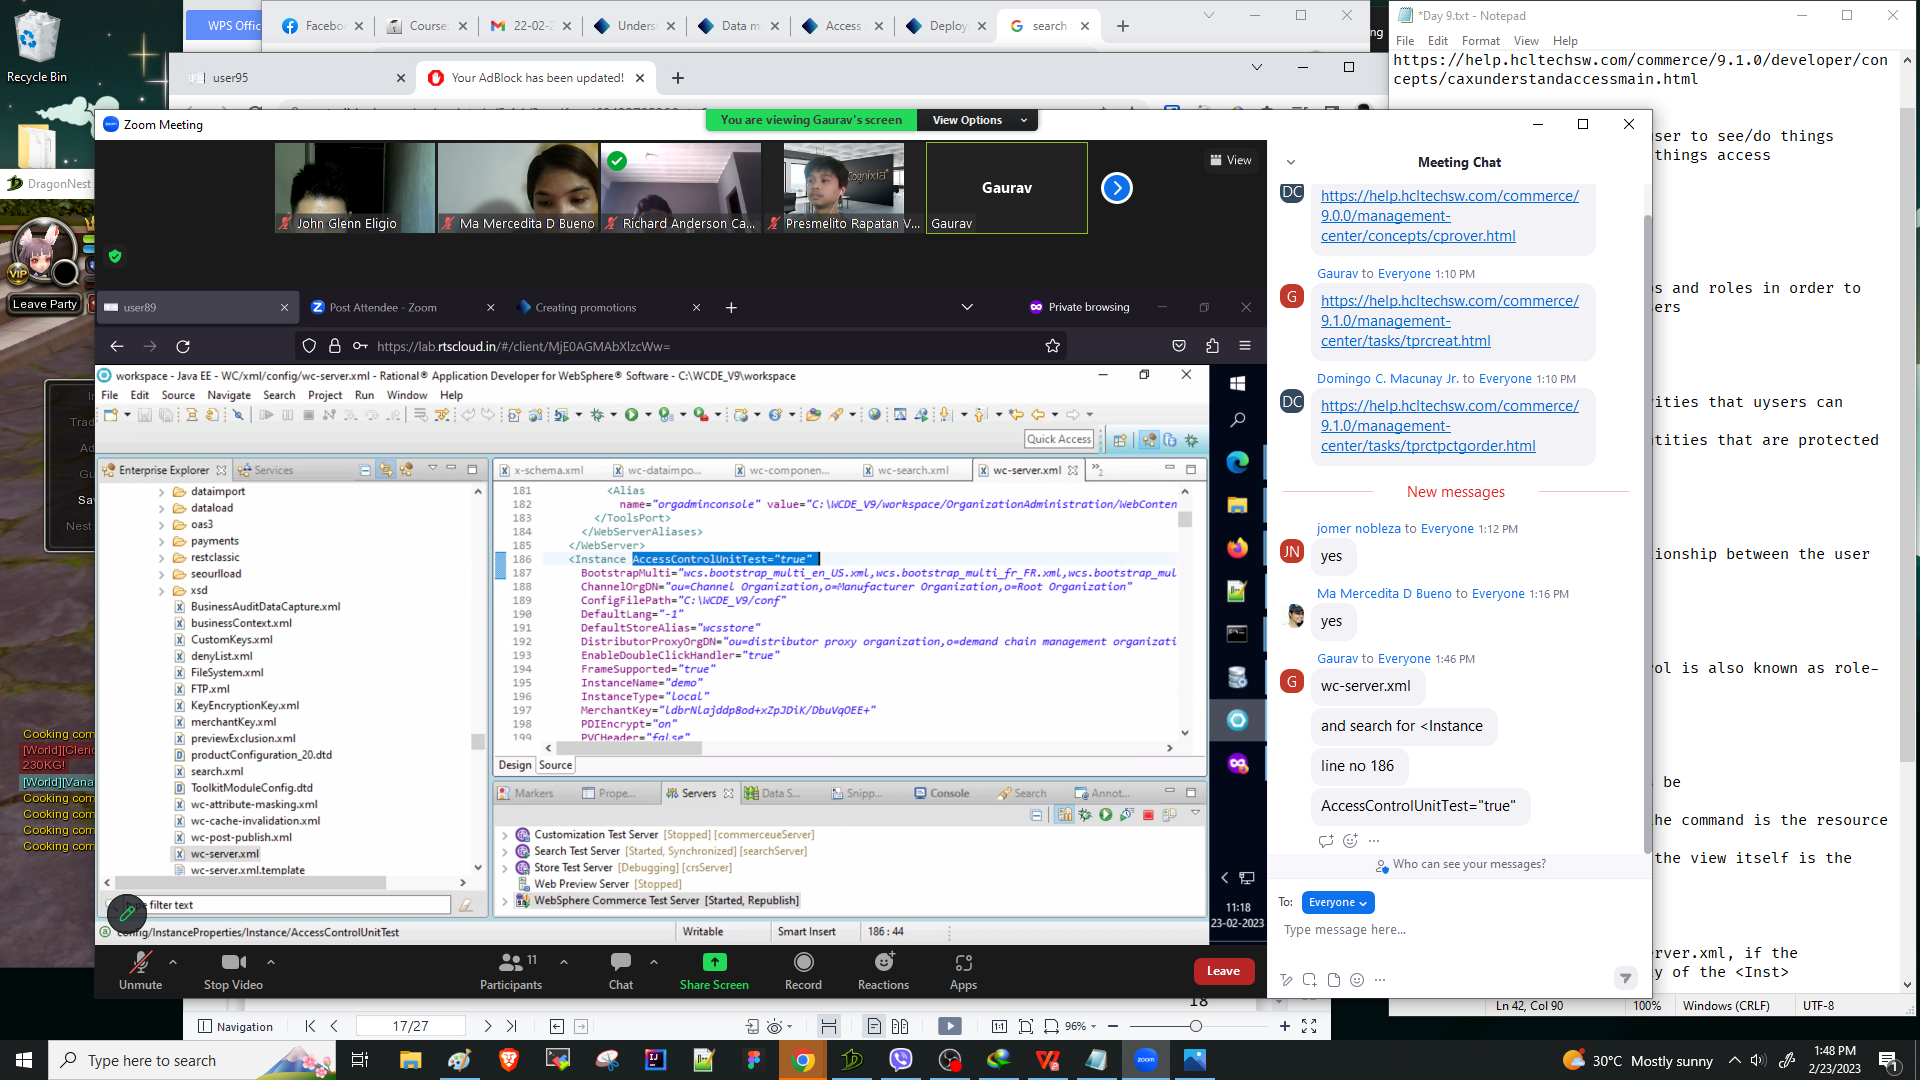 Recycle Bin
WPS Offic
Facebo
Course
22-02-2
Unders
Data m
Access
Deploy
search
user95
Your AdBlock has been updated!
*Day 9.txt - Notepad
File Edit Format View Help
https://help.hcltechsw.com/commerce/9.1.0/developer/con
cepts/caxunderstandaccessmain.html
user to see/do things
things access
s and roles in order to
ers
ities that uysers can
tities that are protected
ionship between the user
ol is also known as role-
be
he command is the resource
the view itself is the
erver.xml, if the
y of the <Inst>
Ln 42, Col 90 100% Windows (CRLF) UTF-8
Zoom Meeting
You are viewing Gaurav's screen
View Options
View
John Glenn Eligio
Ma Mercedita D Bueno
Richard Anderson Ca...
Cognixia
Presmelito Rapatan V...
Gaurav
Gaurav
DragonNest
VIP
Leave Party
Trad
Ad
Gu
Sav
Nest
Cooking com
[World][Cleric
230KG!
[World][Vana
Cooking com
Cooking com
Cooking com
Cooking com
user89
Post Attendee - Zoom
Creating promotions
Private browsing
https://lab.rtscloud.in/#/client/MjE0AGMAbXlzcWw=
workspace - Java EE - WC/xml/config/wc-server.xml - Rational® Application Developer for WebSphere® Software - C:\WCDE_V9\workspace
File Edit Source Navigate Search Project Run Window Help
Quick Access
Enterprise Explorer
Services
dataimport
dataload
oas3
payments
restclassic
seourlload
xsd
BusinessAuditDataCapture.xml
businessContext.xml
CustomKeys.xml
denyList.xml
FileSystem.xml
FTP.xml
KeyEncryptionKey.xml
merchantKey.xml
previewExclusion.xml
productConfiguration_20.dtd
search.xml
ToolkitModuleConfig.dtd
wc-attribute-masking.xml
wc-cache-invalidation.xml
wc-post-publish.xml
wc-server.xml
wc-server.xml.template
type filter text
x-schema.xml
wc-dataimpo...
wc-componen...
wc-search.xml
wc-server.xml
181 <Alias
182 name="orgadminconsole" value="C:\WCDE_V9/workspace/OrganizationAdministration/WebConten
183 </ToolsPort>
184 </WebServerAliases>
185 </WebServer>
186 <Instance AccessControlUnitTest="true"
187 BootstrapMulti="wcs.bootstrap_multi_en_US.xml,wcs.bootstrap_multi_fr_FR.xml,wcs.bootstrap_mul
188 ChannelOrgDN="ou=Channel Organization,o=Manufacturer Organization,o=Root Organization"
189 ConfigFilePath="C:\WCDE_V9/conf"
190 DefaultLang="-1"
191 DefaultStoreAlias="wcsstore"
192 DistributorProxyOrgDN="ou=distributor proxy organization,o=demand chain management organizati
193 EnableDoubleClickHandler="true"
194 FrameSupported="true"
195 InstanceName="demo"
196 InstanceType="local"
197 MerchantKey="ldbrNlajddp8od+xZpJDiK/DbuVqOEE+"
198 PDIEncrypt="on"
199 PVCHeader="false"
Design Source
Markers Prope... Servers Data S... Snipp... Console Search Annot...
Customization Test Server [Stopped] [commerceueServer]
Search Test Server [Started, Synchronized] [searchServer]
Store Test Server [Debugging] [crsServer]
Web Preview Server [Stopped]
WebSphere Commerce Test Server [Started, Republish]
config/InstanceProperties/Instance/AccessControlUnitTest
Writable Smart Insert 186 : 44
11:18
23-02-2023
Meeting Chat
DC
https://help.hcltechsw.com/commerce/
9.0.0/management-
center/concepts/cprover.html
Gaurav to Everyone 1:10 PM
G
https://help.hcltechsw.com/commerce/
9.1.0/management-
center/tasks/tprcreat.html
Domingo C. Macunay Jr. to Everyone 1:10 PM
DC
https://help.hcltechsw.com/commerce/
9.1.0/management-
center/tasks/tprctpctgorder.html
New messages
jomer nobleza to Everyone 1:12 PM
JN
yes
Ma Mercedita D Bueno to Everyone 1:16 PM
yes
Gaurav to Everyone 1:46 PM
G
wc-server.xml
and search for <Instance
line no 186
AccessControlUnitTest="true"
Who can see your messages?
To: Everyone
Type message here...
Unmute
Stop Video
11
Participants
Chat
Share Screen
Record
Reactions
Apps
Leave
18
Navigation
17/27
96%
Type here to search
30°C Mostly sunny
1:48 PM
2/23/2023
1